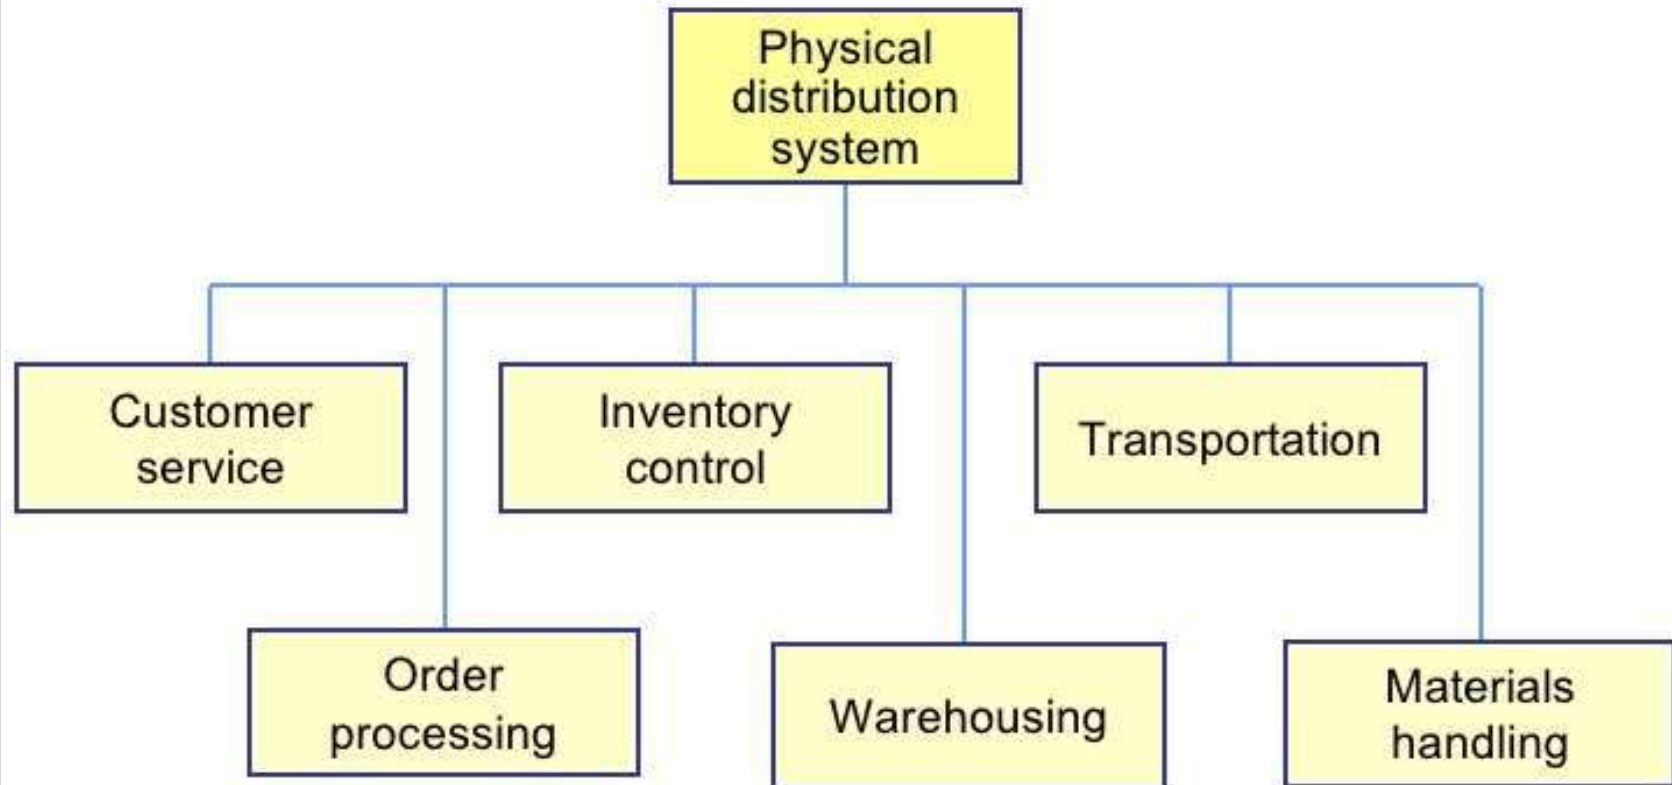 Physical
distribution
system
Customer
service
Inventory
control
Transportation
Order
processing
Warehousing
Materials
handling